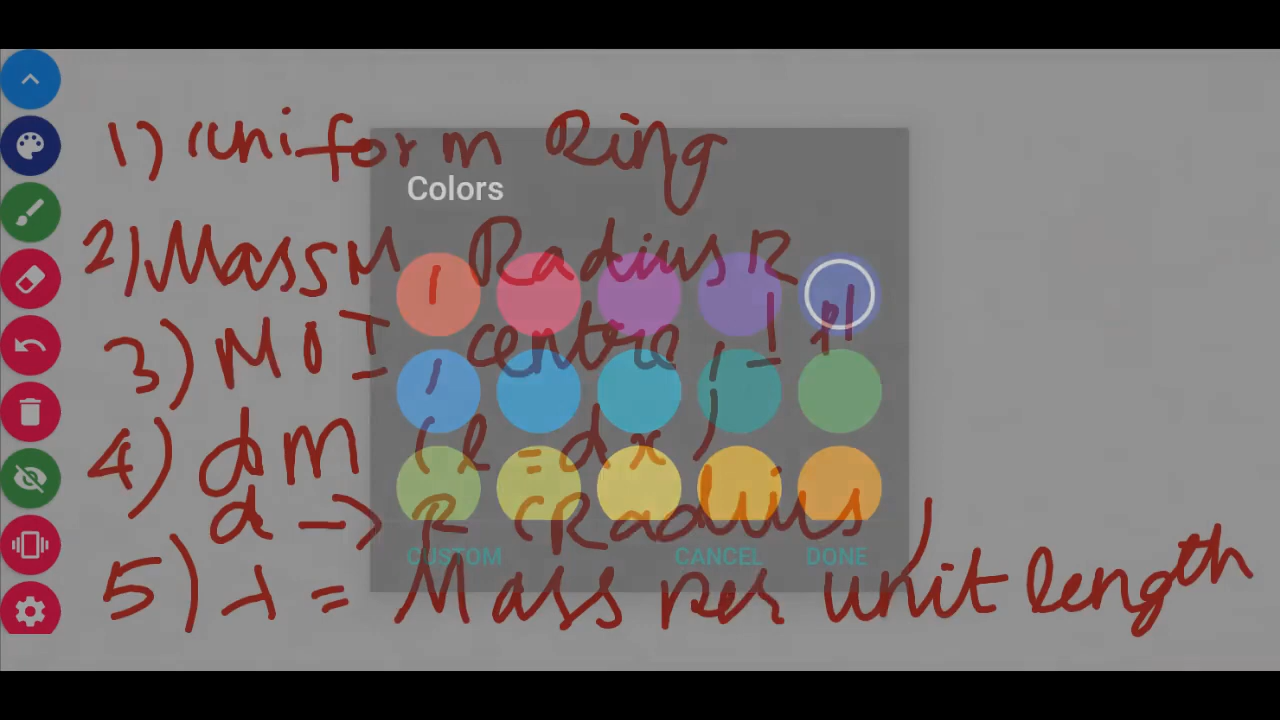 1) Uniform Ring
Colors
2) Mass M, Radius R
3) MOI, centre, ⊥ ll
4) dM (l = dx)
d → R (Radius)
CUSTOM CANCEL DONE
5) λ = Mass per unit length